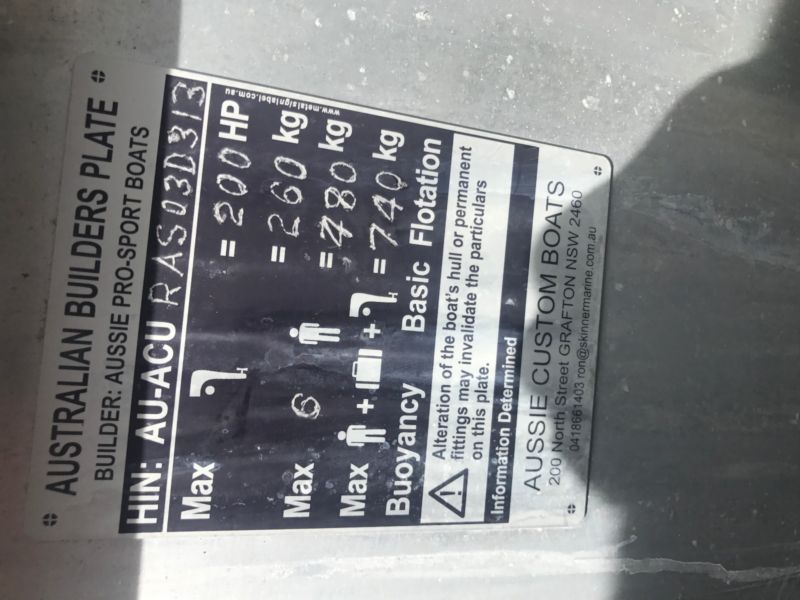 AUSTRALIAN BUILDERS PLATE
BUILDER: AUSSIE PRO-SPORT BOATS
HIN: AU-ACU RAS03D313
Max = 200 HP
www.metalsignlabel.com.au
Max 6 = 260 kg
Max + + = 480 kg
= 740 kg
Buoyancy Basic Flotation
Alteration of the boat's hull or permanent
fittings may invalidate the particulars
on this plate.
Information Determined
AUSSIE CUSTOM BOATS
200 North Street GRAFTON NSW 2460
0418661403 ron@skinnermarine.com.au